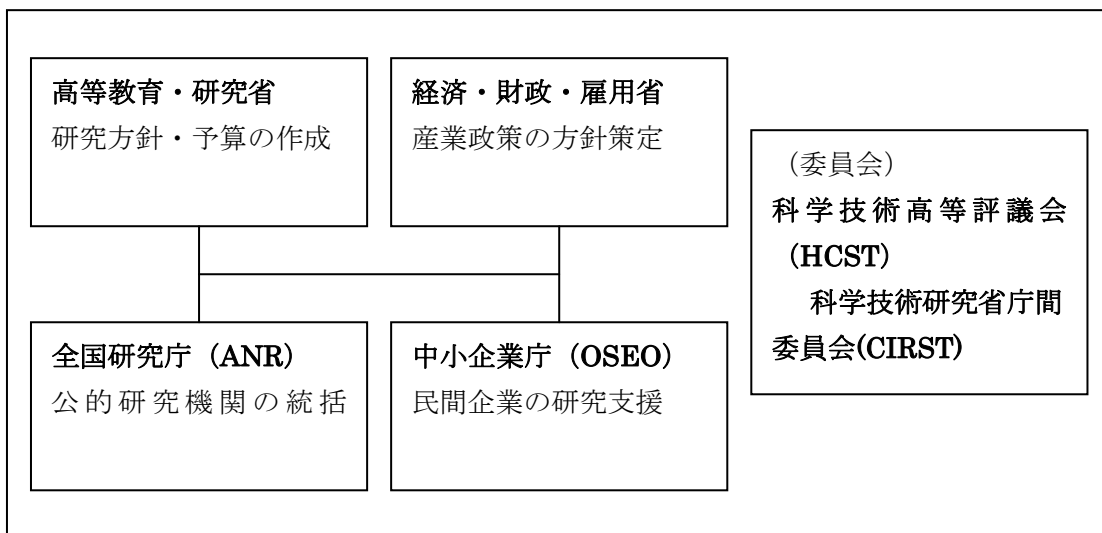 高等教育・研究省
研究方針・予算の作成
経済・財政・雇用省
産業政策の方針策定
（委員会）
科学技術高等評議会
（HCST）
科学技術研究省庁間
委員会(CIRST)
全国研究庁（ANR）
公的研究機関の統括
中小企業庁（OSEO）
民間企業の研究支援